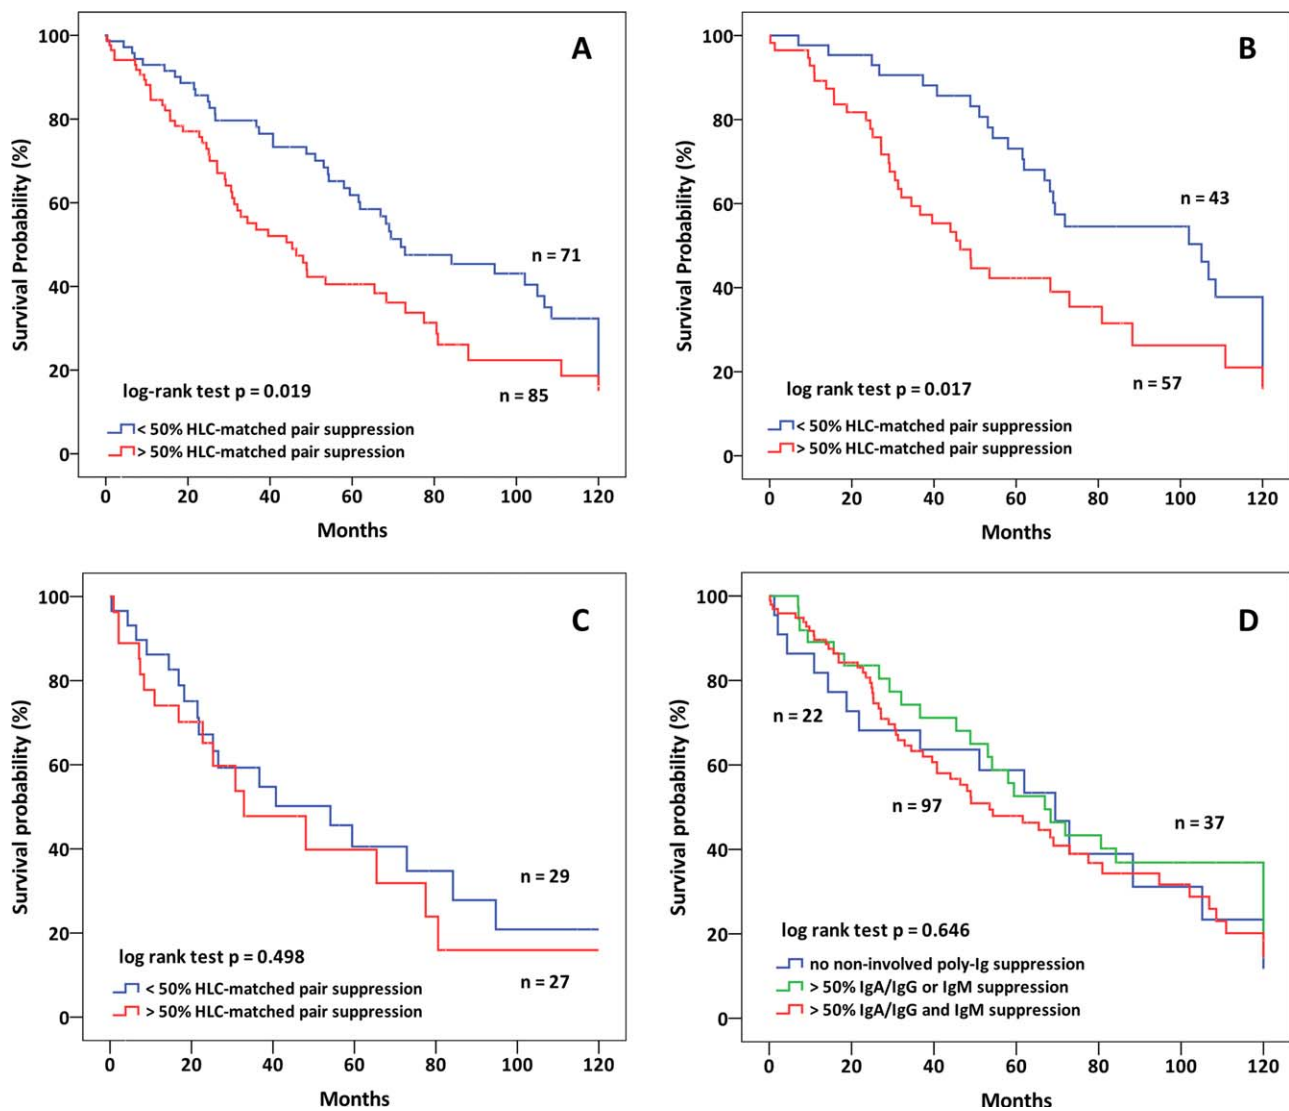 A
Survival Probability (%)
100
80
60
40
20
0
n = 71
n = 85
log-rank test p = 0.019
< 50% HLC-matched pair suppression
> 50% HLC-matched pair supression
0 20 40 60 80 100 120
Months
B
Survival Probability (%)
100
80
60
40
20
0
n = 43
n = 57
log rank test p = 0.017
< 50% HLC-matched pair suppression
> 50% HLC-matched pair suppression
0 20 40 60 80 100 120
Months
C
Survival probability (%)
100
80
60
40
20
0
n = 29
n = 27
log rank test p = 0.498
< 50% HLC-matched pair suppression
> 50% HLC-matched pair suppression
0 20 40 60 80 100 120
Months
D
Survival probability (%)
100
80
60
40
20
0
n = 22
n = 97
n = 37
log rank test p = 0.646
no non-involved poly-Ig suppression
> 50% IgA/IgG or IgM suppression
> 50% IgA/IgG and IgM suppression
0 20 40 60 80 100 120
Months